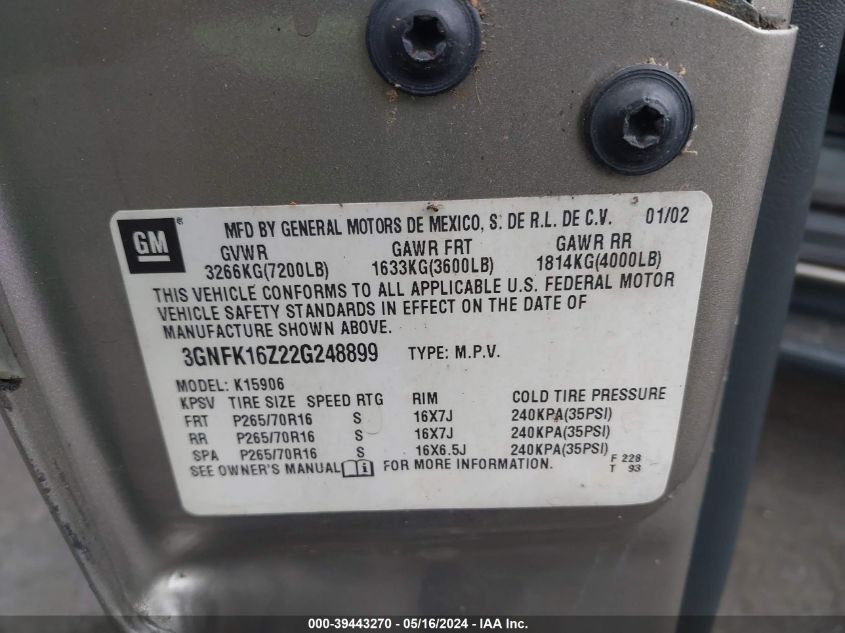 GM ® MFD BY GENERAL MOTORS DE MEXICO, S. DE R.L. DE C.V. 01/02
GVWR GAWR FRT GAWR RR
3266KG(7200LB) 1633KG(3600LB) 1814KG(4000LB)
THIS VEHICLE CONFORMS TO ALL APPLICABLE U.S. FEDERAL MOTOR
VEHICLE SAFETY STANDARDS IN EFFECT ON THE DATE OF
MANUFACTURE SHOWN ABOVE.
3GNFK16Z22G248899 TYPE: M.P.V.
MODEL: K15906
KPSV TIRE SIZE SPEED RTG RIM COLD TIRE PRESSURE
FRT P265/70R16 S 16X7J 240KPA(35PSI)
RR P265/70R16 S 16X7J 240KPA(35PSI)
SPA P265/70R16 S 16X6.5J 240KPA(35PSI)
SEE OWNER'S MANUAL i FOR MORE INFORMATION.
F 228
T 93
000-39443270 - 05/16/2024 - IMPROVE INC.